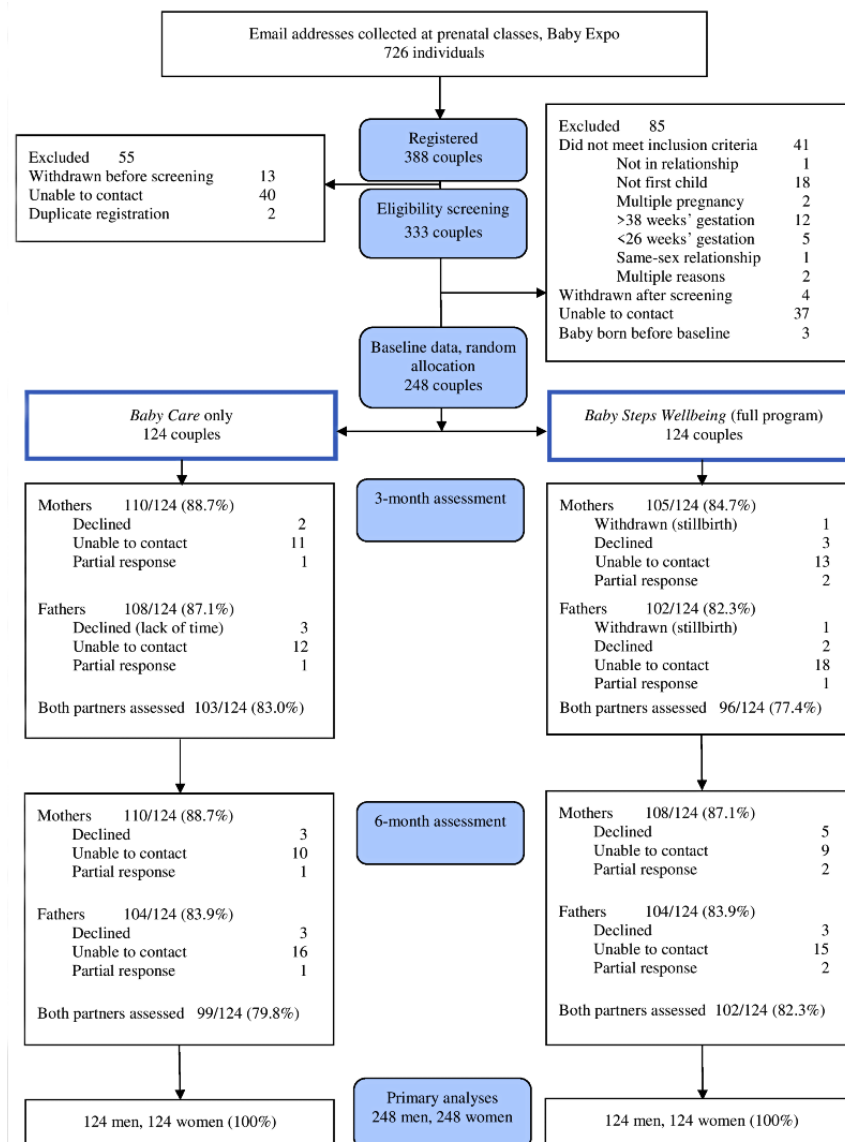 Email addresses collected at prenatal classes, Baby Expo
726 individuals
Registered
388 couples
Excluded 55
Withdrawn before screening 13
Unable to contact 40
Duplicate registration 2
Eligibility screening
333 couples
Excluded 85
Did not meet inclusion criteria 41
Not in relationship 1
Not first child 18
Multiple pregnancy 2
>38 weeks' gestation 12
<26 weeks' gestation 5
Same-sex relationship 1
Multiple reasons 2
Withdrawn after screening 4
Unable to contact 37
Baby born before baseline 3
Baseline data, random
allocation
248 couples
Baby Care only
124 couples
Baby Steps Wellbeing (full program)
124 couples
3-month assessment
Mothers 110/124 (88.7%)
Declined 2
Unable to contact 11
Partial response 1
Fathers 108/124 (87.1%)
Declined (lack of time) 3
Unable to contact 12
Partial response 1
Both partners assessed 103/124 (83.0%)
Mothers 105/124 (84.7%)
Withdrawn (stillbirth) 1
Declined 3
Unable to contact 13
Partial response 2
Fathers 102/124 (82.3%)
Withdrawn (stillbirth) 1
Declined 2
Unable to contact 18
Partial response 1
Both partners assessed 96/124 (77.4%)
6-month assessment
Mothers 110/124 (88.7%)
Declined 3
Unable to contact 10
Partial response 1
Fathers 104/124 (83.9%)
Declined 3
Unable to contact 16
Partial response 1
Both partners assessed 99/124 (79.8%)
Mothers 108/124 (87.1%)
Declined 5
Unable to contact 9
Partial response 2
Fathers 104/124 (83.9%)
Declined 3
Unable to contact 15
Partial response 2
Both partners assessed 102/124 (82.3%)
124 men, 124 women (100%)
Primary analyses
248 men, 248 women
124 men, 124 women (100%)